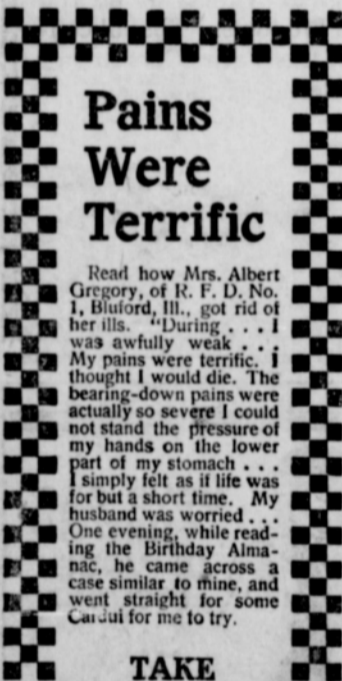 Pains
Were
Terrific
Read how Mrs. Albert
Gregory, of R. F. D. No.
1, Bluford, Ill., got rid of
her ills. "During . . . I
was awfully weak . . .
My pains were terrific. I
thought I would die. The
bearing-down pains were
actually so severe I could
not stand the pressure of
my hands on the lower
part of my stomach . . .
I simply felt as if life was
for but a short time. My
husband was worried . . .
One evening, while read-
ing the Birthday Alma-
nac, he came across a
case similar to mine, and
went straight for some
Cardui for me to try.
TAKE